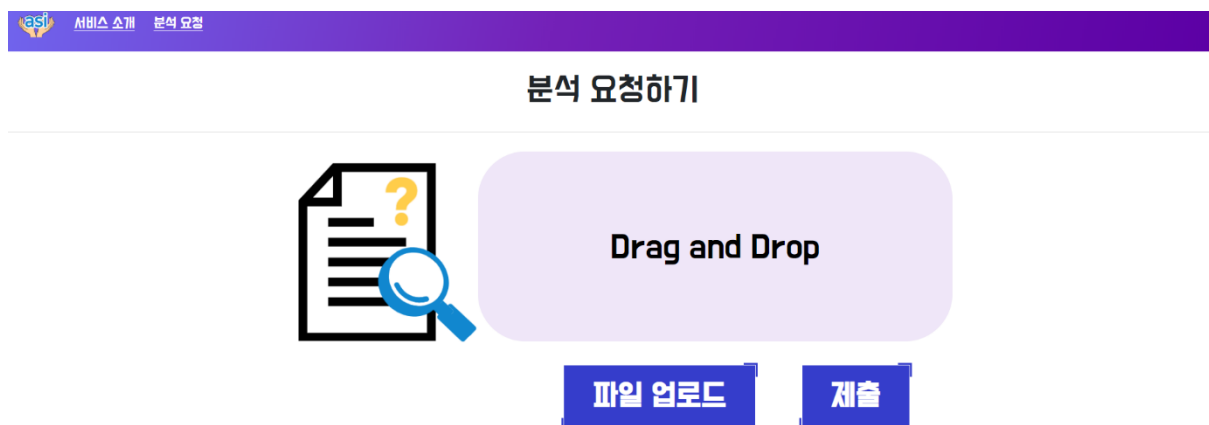 asi
서비스 소개
분석 요청
분석 요청하기
?
Drag and Drop
파일 업로드
제출